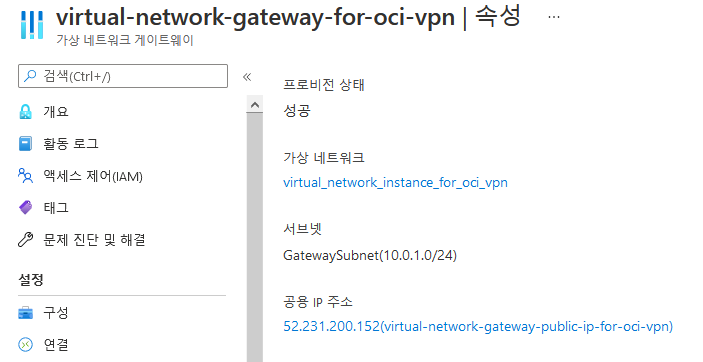 virtual-network-gateway-for-oci-vpn | 속성 ...
가상 네트워크 게이트웨이
검색(Ctrl+/)
«
개요
활동 로그
액세스 제어(IAM)
태그
문제 진단 및 해결
설정
구성
연결
프로비전 상태
성공
가상 네트워크
virtual_network_instance_for_oci_vpn
서브넷
GatewaySubnet(10.0.1.0/24)
공용 IP 주소
52.231.200.152(virtual-network-gateway-public-ip-for-oci-vpn)